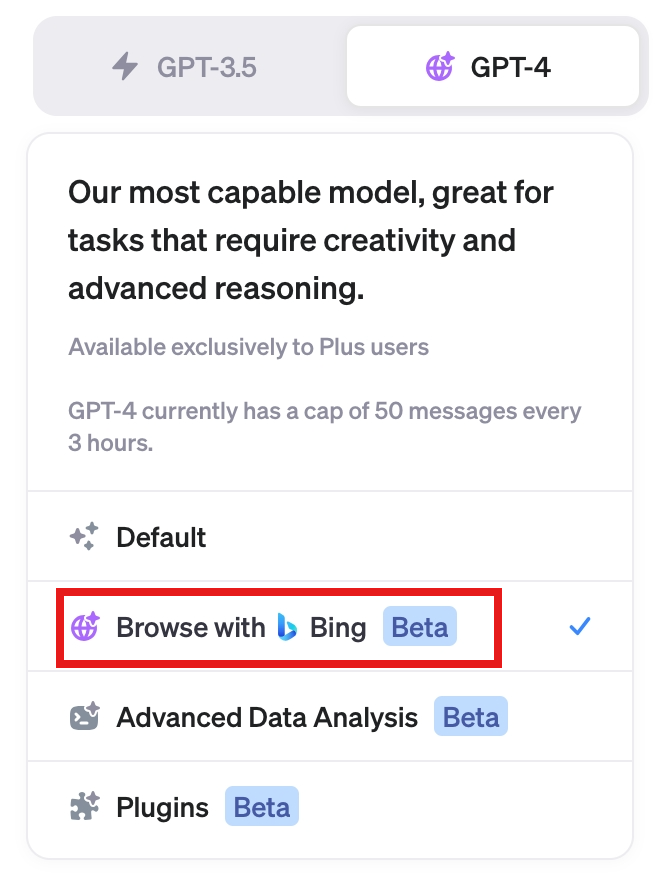 GPT-3.5
GPT-4
Our most capable model, great for
tasks that require creativity and
advanced reasoning.
Available exclusively to Plus users
GPT-4 currently has a cap of 50 messages every
3 hours.
Default
Browse with Bing Beta
Advanced Data Analysis Beta
Plugins Beta